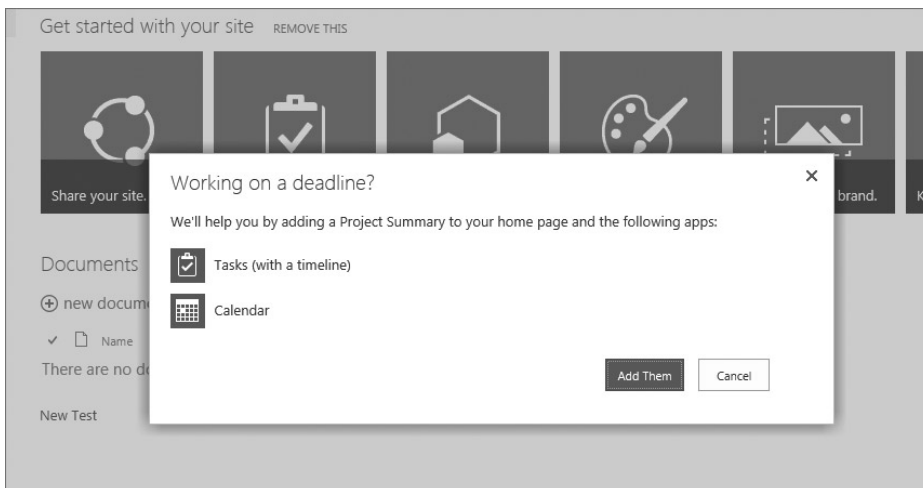 Get started with your site REMOVE THIS
Share your site.
brand.
K
Working on a deadline?
We'll help you by adding a Project Summary to your home page and the following apps:
Tasks (with a timeline)
Calendar
Add Them Cancel
Documents
new docume
Name
There are no do
New Test